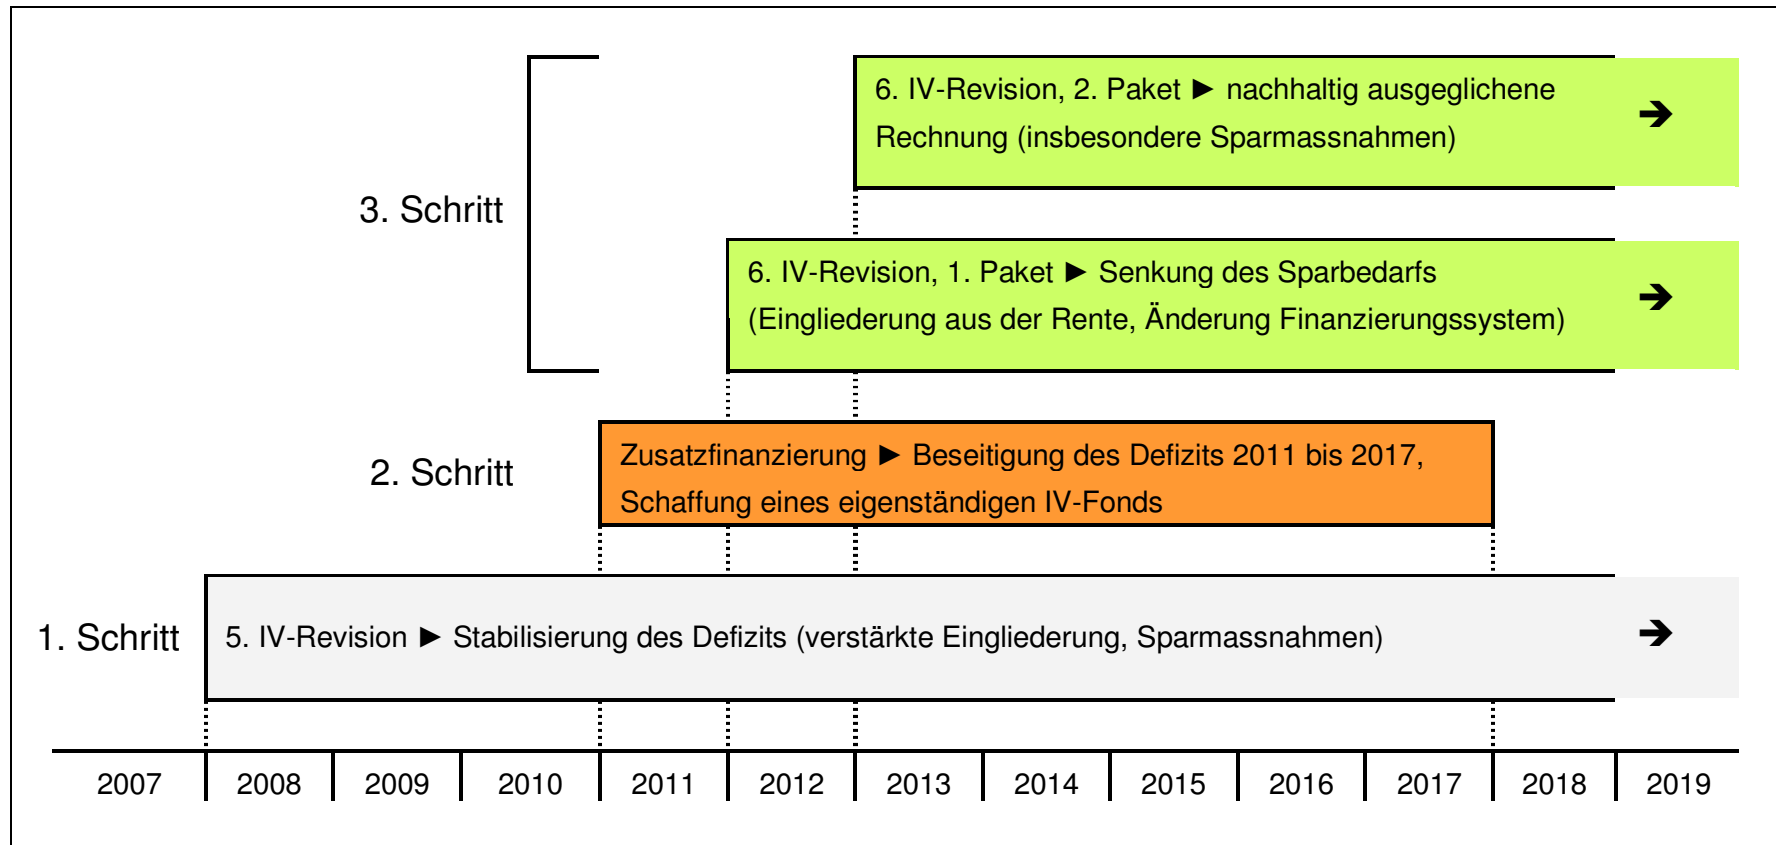 6. IV-Revision, 2. Paket ► nachhaltig ausgeglichene
Rechnung (insbesondere Sparmassnahmen)
➔
3. Schritt
6. IV-Revision, 1. Paket ► Senkung des Sparbedarfs
(Eingliederung aus der Rente, Änderung Finanzierungssystem)
➔
2. Schritt
Zusatzfinanzierung ► Beseitigung des Defizits 2011 bis 2017,
Schaffung eines eigenständigen IV-Fonds
1. Schritt
5. IV-Revision ► Stabilisierung des Defizits (verstärkte Eingliederung, Sparmassnahmen)
➔
2007 2008 2009 2010 2011 2012 2013 2014 2015 2016 2017 2018 2019